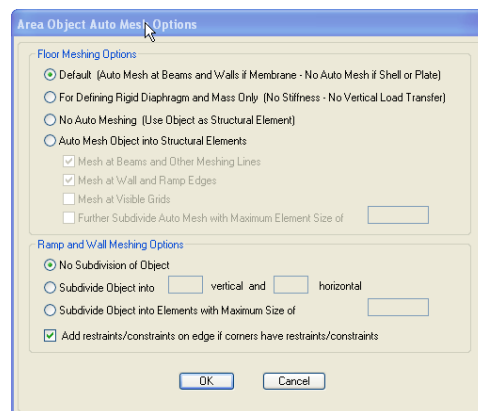 Area Object Auto Mesh Options
Floor Meshing Options
Default (Auto Mesh at Beams and Walls if Membrane - No Auto Mesh if Shell or Plate)
For Defining Rigid Diaphragm and Mass Only (No Stiffness - No Vertical Load Transfer)
No Auto Meshing (Use Object as Structural Element)
Auto Mesh Object into Structural Elements
Mesh at Beams and Other Meshing Lines
Mesh at Wall and Ramp Edges
Mesh at Visible Grids
Further Subdivide Auto Mesh with Maximum Element Size of
Ramp and Wall Meshing Options
No Subdivision of Object
Subdivide Object into vertical and horizontal
Subdivide Object into Elements with Maximum Size of
Add restraints/constraints on edge if corners have restraints/constraints
OK Cancel